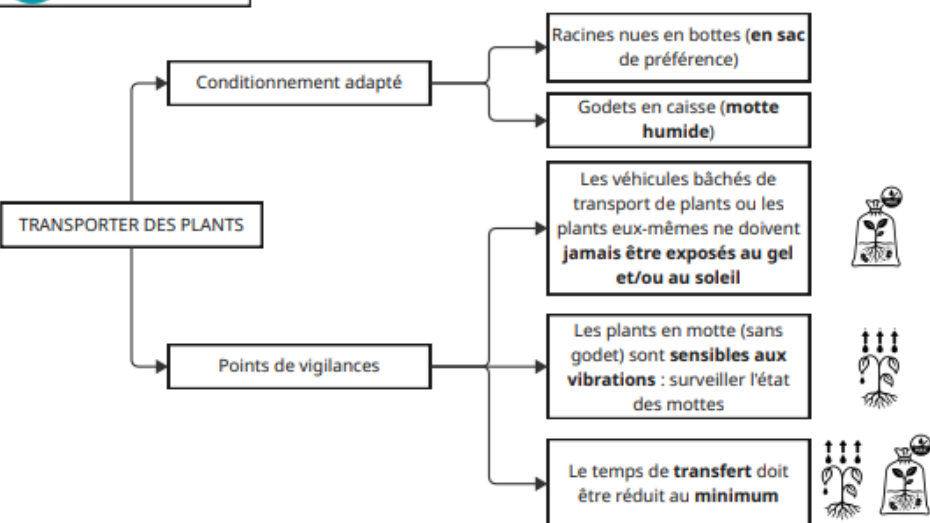 Racines nues en bottes (en sac
de préférence)
Conditionnement adapté
Godets en caisse (motte
humide)
Les véhicules bâchés de
transport de plants ou les
plants eux-mêmes ne doivent
jamais être exposés au gel
et/ou au soleil
TRANSPORTER DES PLANTS
Les plants en motte (sans
godet) sont sensibles aux
vibrations : surveiller l'état
des mottes
Points de vigilances
Le temps de transfert doit
être réduit au minimum